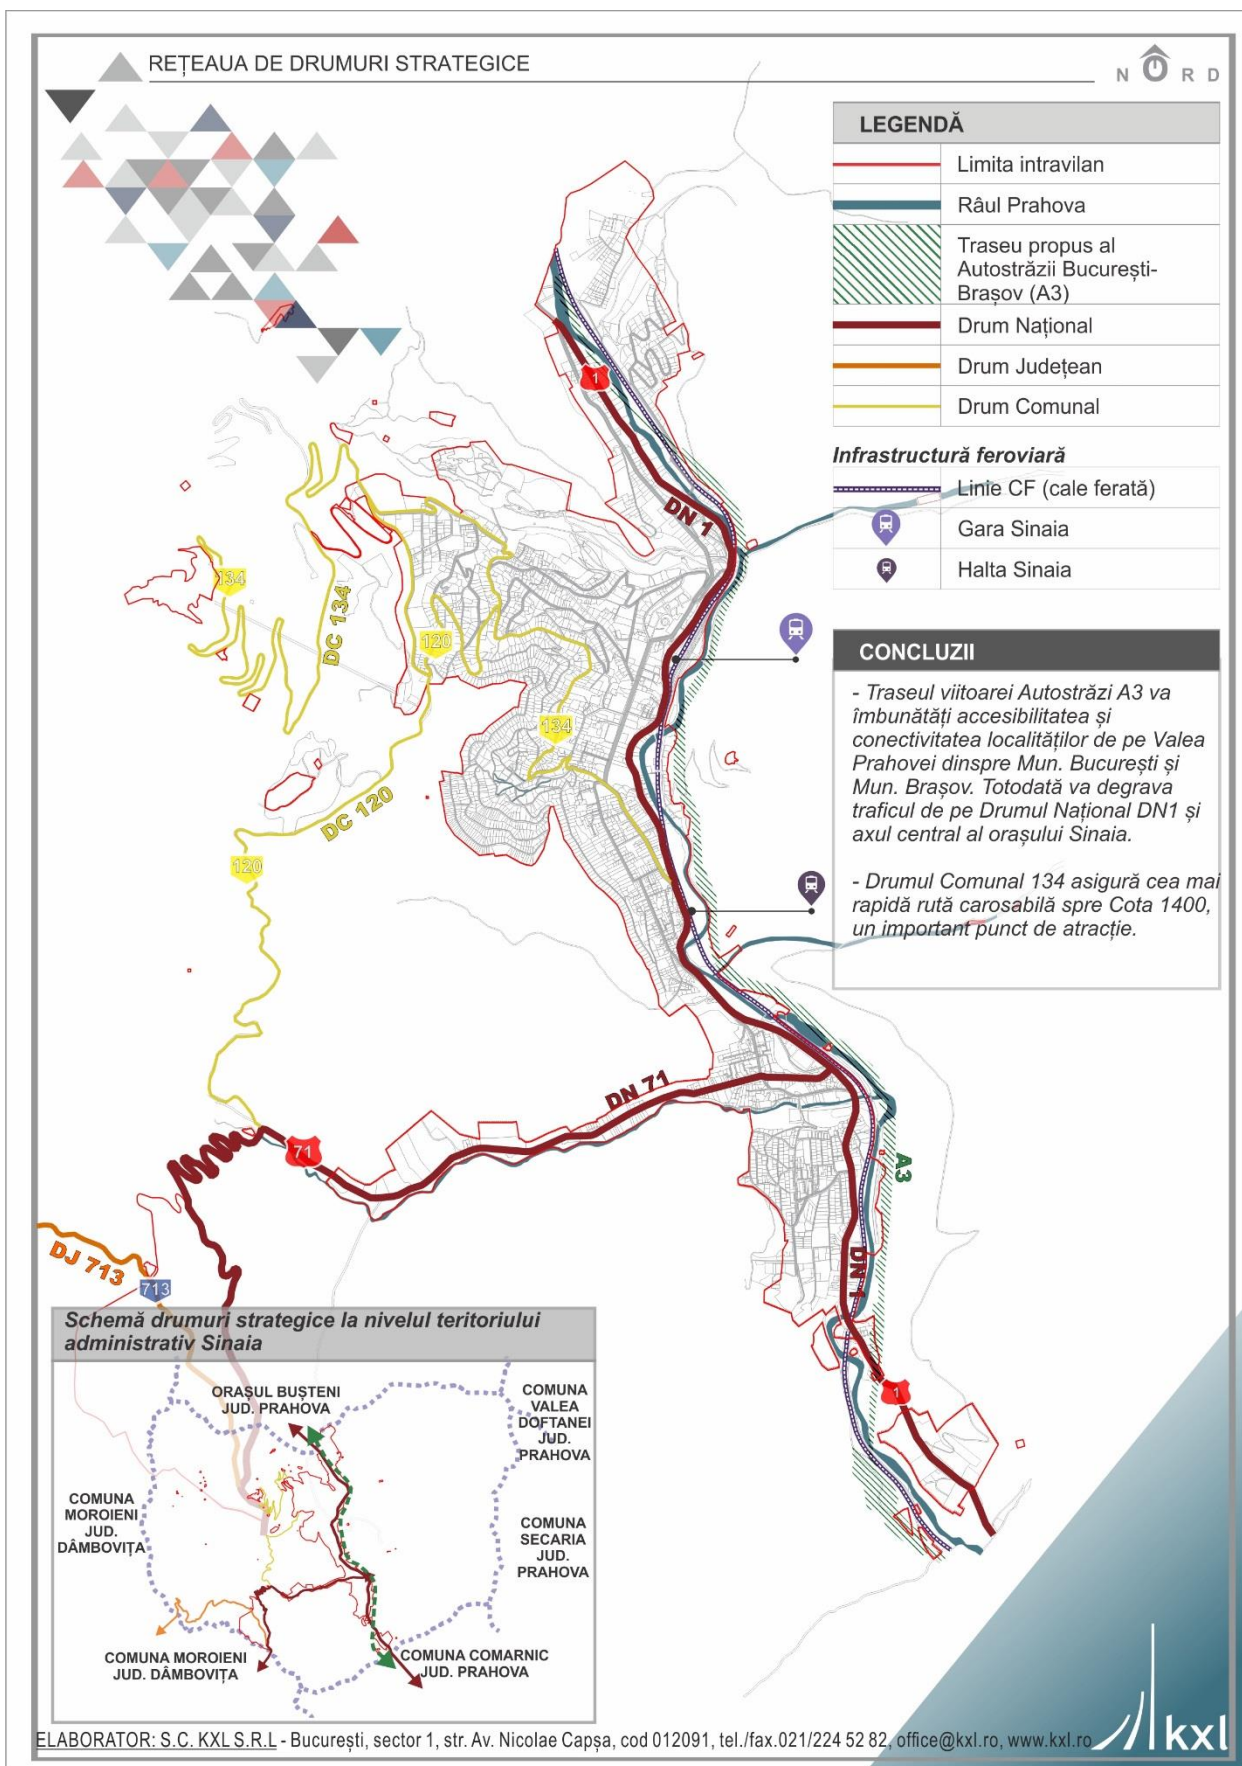 REȚEAUA DE DRUMURI STRATEGICE
N O R D
LEGENDĂ
Limita intravilan
Râul Prahova
Traseu propus al
Autostrăzii București-
Brașov (A3)
Drum Național
Drum Județean
Drum Comunal
Infrastructură feroviară
Linie CF (cale ferată)
Gara Sinaia
Halta Sinaia
CONCLUZII
- Traseul viitoarei Autostrăzi A3 va
îmbunătăți accesibilitatea și
conectivitatea localităților de pe Valea
Prahovei dinspre Mun. București și
Mun. Brașov. Totodată va degrava
traficul de pe Drumul Național DN1 și
axul central al orașului Sinaia.
- Drumul Comunal 134 asigură cea mai
rapidă rută carosabilă spre Cota 1400,
un important punct de atracție.
1
DN 1
134
DC 134
120
134
DC 120
120
DN 71
71
A3
DJ 713
713
DN 1
1
Schemă drumuri strategice la nivelul teritoriului
administrativ Sinaia
ORAȘUL BUȘTENI
JUD. PRAHOVA
COMUNA
VALEA
DOFTANEI
JUD.
PRAHOVA
COMUNA
MOROIENI
JUD.
DÂMBOVIȚA
COMUNA
SECARIA
JUD.
PRAHOVA
COMUNA MOROIENI
JUD. DÂMBOVIȚA
COMUNA COMARNIC
JUD. PRAHOVA
ELABORATOR: S.C. KXL S.R.L - București, sector 1, str. Av. Nicolae Capșa, cod 012091, tel./fax.021/224 52 82, office@kxl.ro, www.kxl.ro
kxl